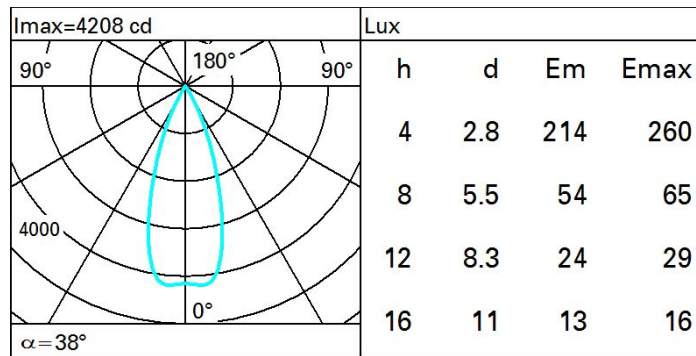 Imax=4208 cd
Lux
90° 180° 90°
4000
0°
α=38°
h d Em Emax
4 2.8 214 260
8 5.5 54 65
12 8.3 24 29
16 11 13 16